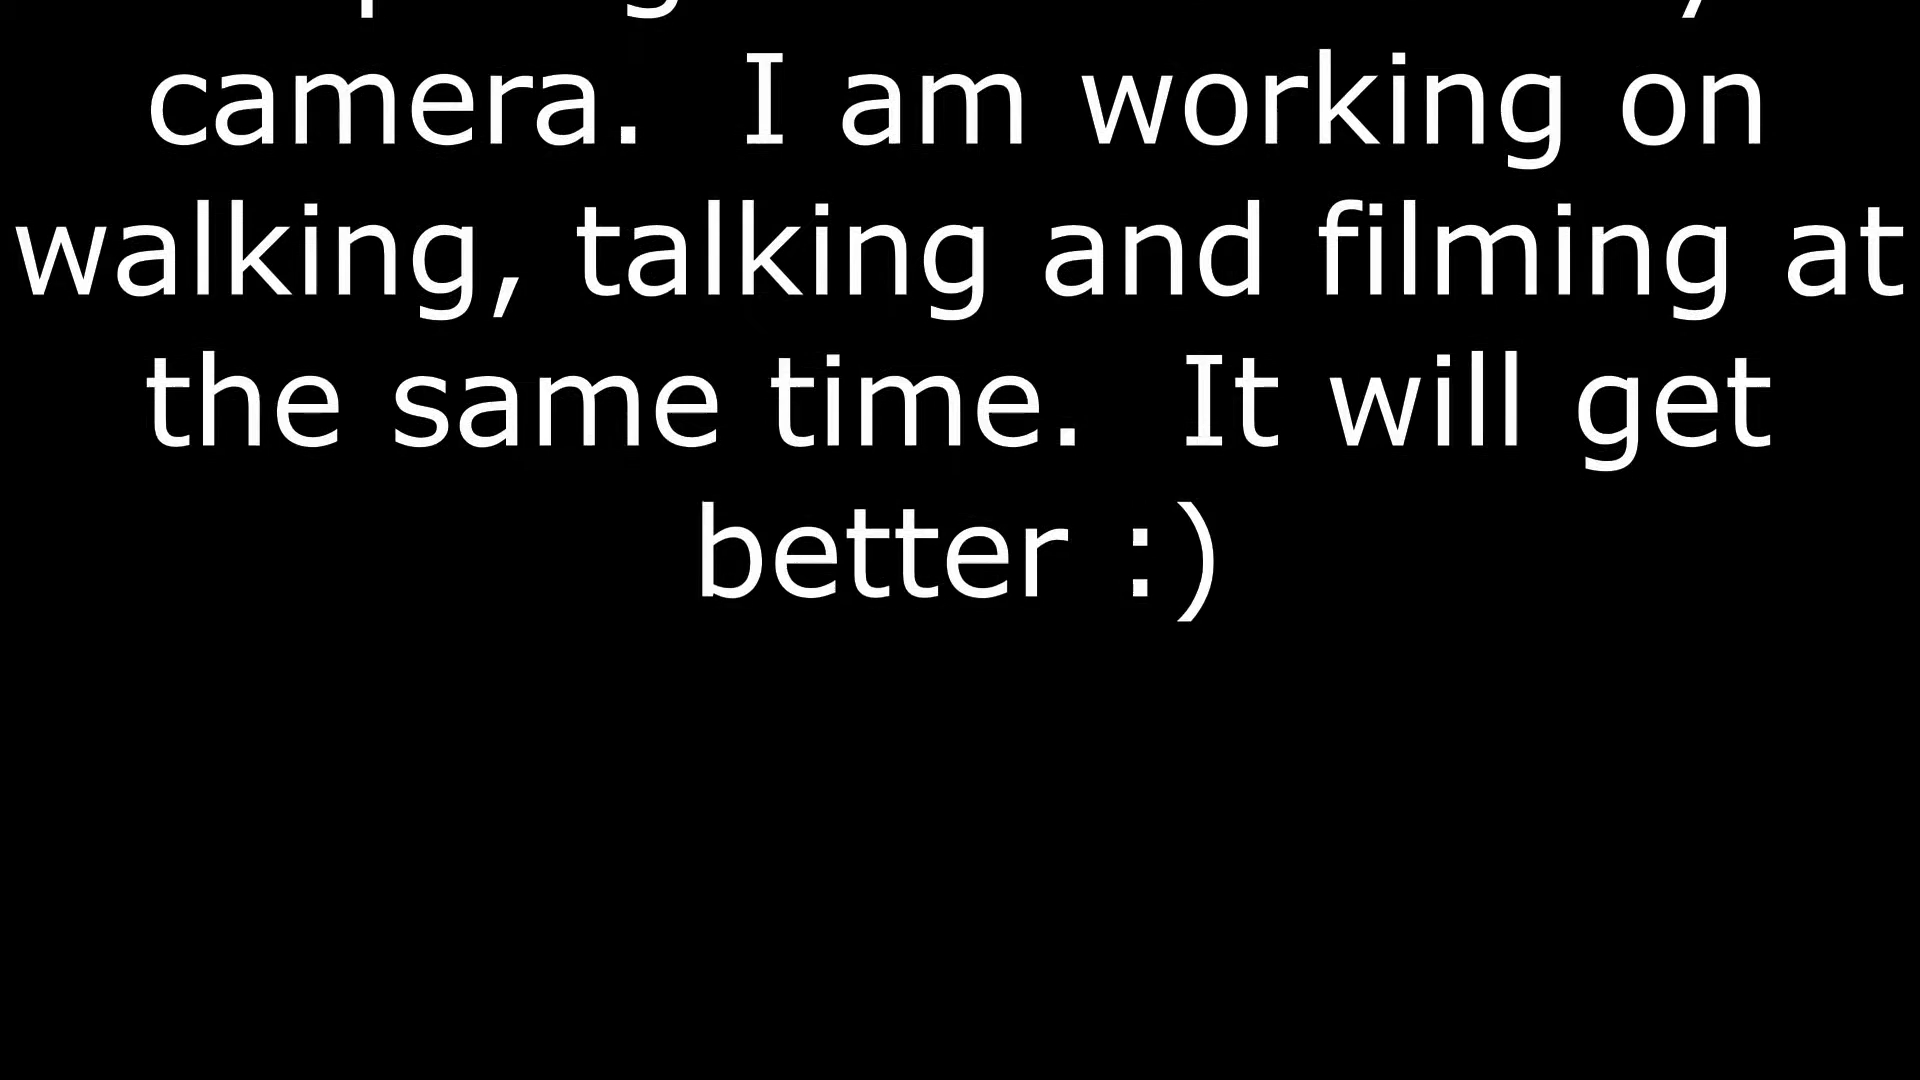 camera.  I am working on
walking, talking and filming at
the same time.  It will get
better :)